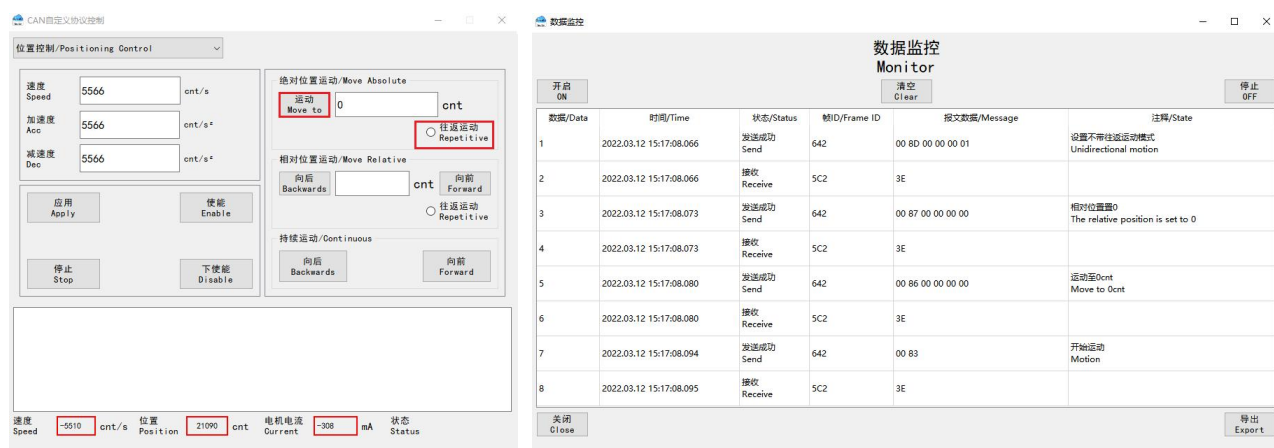 CAN自定义协议控制
位置控制/Positioning Control
速度
Speed
5566
cnt/s
加速度
Acc
5566
cnt/s²
减速度
Dec
5566
cnt/s²
应用
Apply
使能
Enable
停止
Stop
下使能
Disable
绝对位置运动/Move Absolute
运动
Move to
0
cnt
往返运动
Repetitive
相对位置运动/Move Relative
向后
Backwards
cnt
向前
Forward
往返运动
Repetitive
持续运动/Continuous
向后
Backwards
向前
Forward
速度
Speed
-5510
cnt/s
位置
Position
21090
cnt
电机电流
Current
-308
mA
状态
Status
数据监控
数据监控
Monitor
开启
ON
清空
Clear
停止
OFF
数据/Data 时间/Time 状态/Status 帧ID/Frame ID 报文数据/Message 注释/State
1 2022.03.12 15:17:08.066 发送成功 Send 642 00 8D 00 00 00 01 设置不带往返运动模式 Unidirectional motion
2 2022.03.12 15:17:08.066 接收 Receive 5C2 3E
3 2022.03.12 15:17:08.073 发送成功 Send 642 00 87 00 00 00 00 相对位置置0 The relative position is set to 0
4 2022.03.12 15:17:08.073 接收 Receive 5C2 3E
5 2022.03.12 15:17:08.080 发送成功 Send 642 00 86 00 00 00 00 运动至0cnt Move to 0cnt
6 2022.03.12 15:17:08.080 接收 Receive 5C2 3E
7 2022.03.12 15:17:08.094 发送成功 Send 642 00 83 开始运动 Motion
8 2022.03.12 15:17:08.095 接收 Receive 5C2 3E
关闭
Close
导出
Export